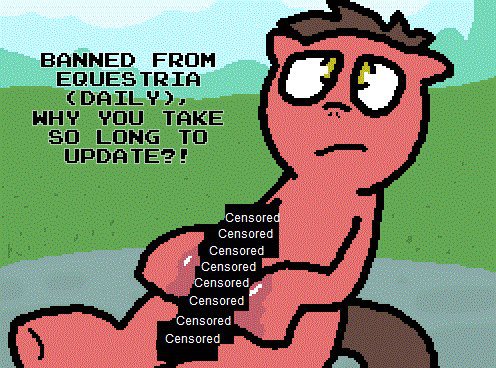 BANNED FROM
EQUESTRIA
(DAILY),
WHY YOU TAKE
SO LONG TO
UPDATE?!
Censored
Censored
Censored
Censored
Censored
Censored
Censored
Censored